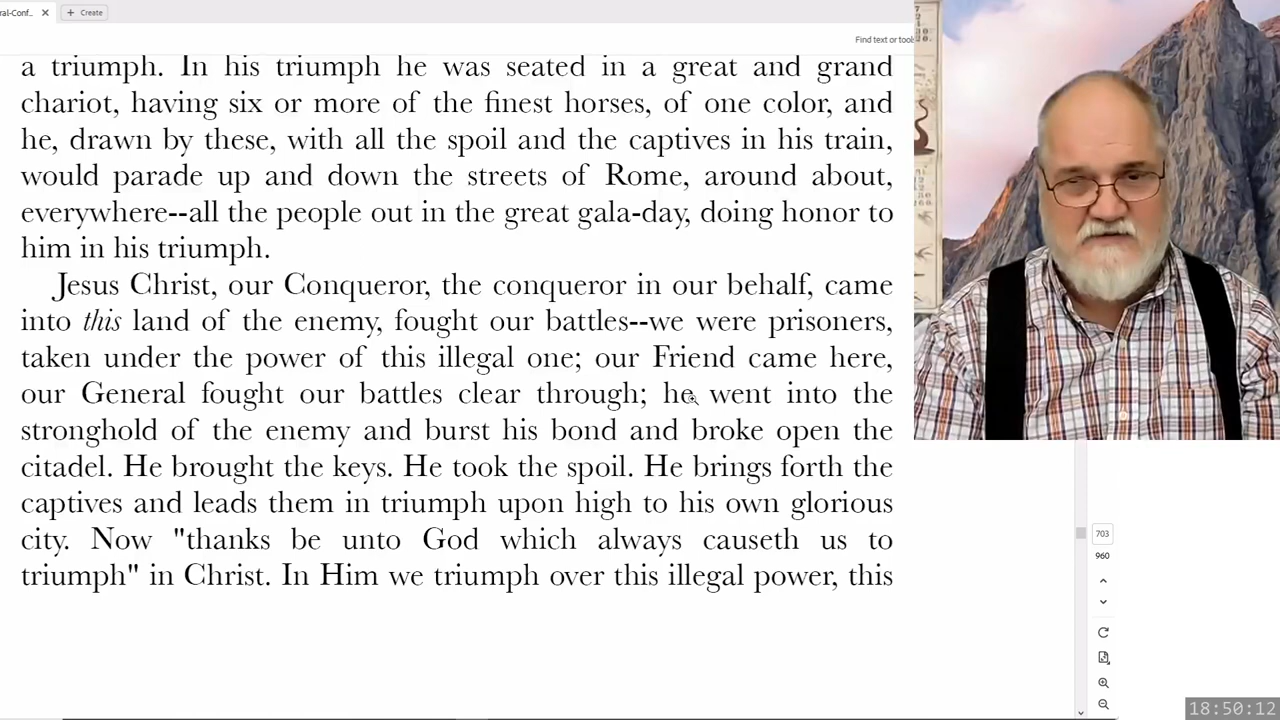 ral-Conf...
Create
Find text or tools
a triumph. In his triumph he was seated in a great and grand
chariot, having six or more of the finest horses, of one color, and
he, drawn by these, with all the spoil and the captives in his train,
would parade up and down the streets of Rome, around about,
everywhere--all the people out in the great gala-day, doing honor to
him in his triumph.
Jesus Christ, our Conqueror, the conqueror in our behalf, came
into this land of the enemy, fought our battles--we were prisoners,
taken under the power of this illegal one; our Friend came here,
our General fought our battles clear through; he went into the
stronghold of the enemy and burst his bond and broke open the
citadel. He brought the keys. He took the spoil. He brings forth the
captives and leads them in triumph upon high to his own glorious
city. Now "thanks be unto God which always causeth us to
triumph" in Christ. In Him we triumph over this illegal power, this
703
960
18:50:12